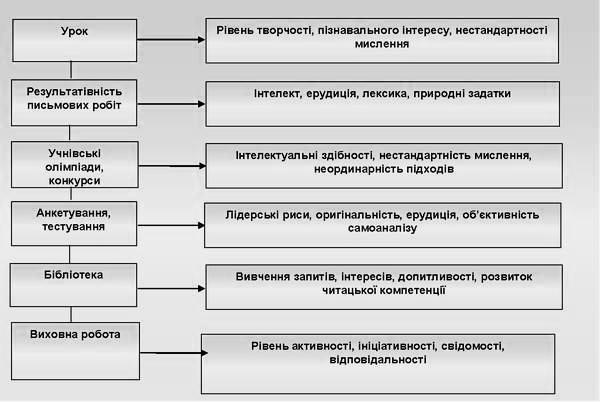 Урок
Рівень творчості, пізнавального інтересу, нестандартності
мислення
Результатівність
письмових робіт
Інтелект, ерудиція, лексика, природні задатки
Учнівські
олімпіади,
конкурси
Інтелектуальні здібності, нестандартність мислення,
неординарність підходів
Анкетування,
тестування
Лідерські риси, оригінальність, ерудиція, об'єктивність
самоаналізу
Бібліотека
Вивчення запитів, інтересів, допитливості, розвиток
читацької компетенції
Виховна робота
Рівень активності, ініціативності, свідомості,
відповідальності